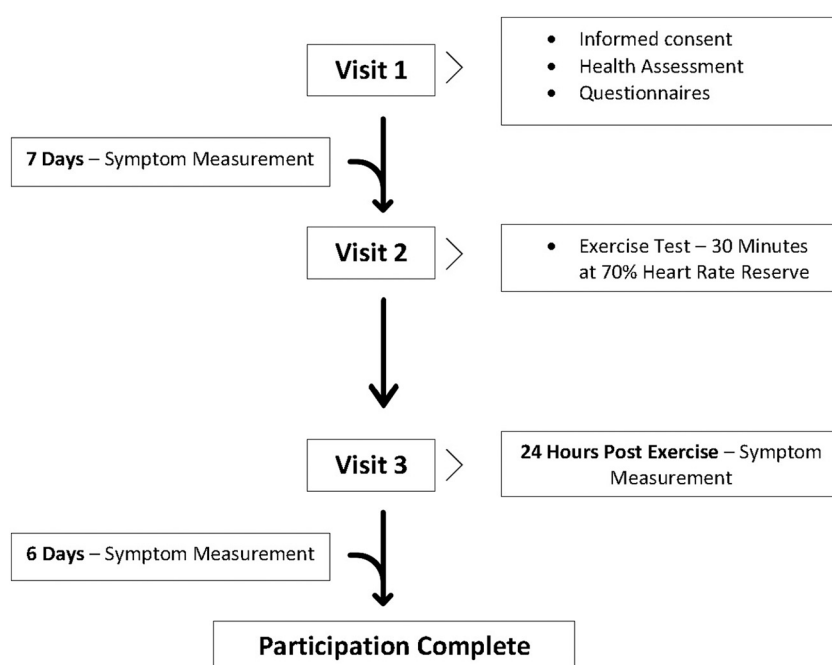 Visit 1
• Informed consent
• Health Assessment
• Questionnaires
7 Days – Symptom Measurement
Visit 2
• Exercise Test – 30 Minutes
at 70% Heart Rate Reserve
Visit 3
24 Hours Post Exercise – Symptom
Measurement
6 Days – Symptom Measurement
Participation Complete